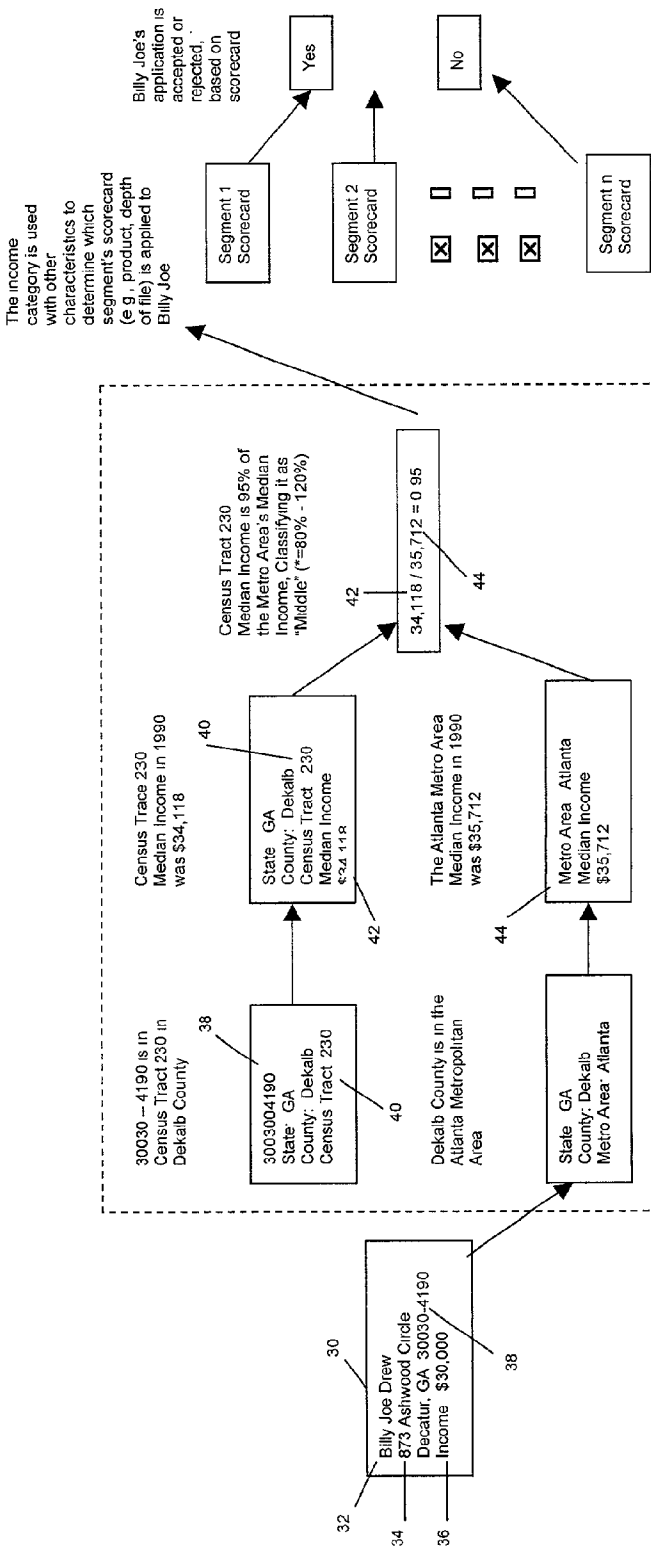 32
Billy Joe Drew
34
873 Ashwood Circle
Decatur, GA 30030-4190
36
Income $30,000
30
38
30030 – 4190 is in
Census Tract 230 in
Dekalb County
38
3003004190
State GA
County: Dekalb
Census Tract 230
40
Dekalb County is in the
Atlanta Metropolitan
Area
State GA
County: Dekalb
Metro Area Atlanta
Census Trace 230
Median Income in 1990
was $34,118
40
State GA
County: Dekalb
Census Tract 230
Median Income
$34 118
42
The Atlanta Metro Area
Median Income in 1990
was $35,712
44
Metro Area Atlanta
Median Income
$35,712
Census Tract 230
Median Income is 95% of
the Metro Area's Median
Income, Classifying it as
"Middle" (*=80% - 120%)
42
34,118 / 35,712 = 0 95
44
The income
category is used
with other
characteristics to
determine which
segment's scorecard
(e g , product, depth
of file) is applied to
Billy Joe
Segment 1
Scorecard
Segment 2
Scorecard
Segment n
Scorecard
Billy Joe's
application is
accepted or
rejected,
based on
scorecard
Yes
No